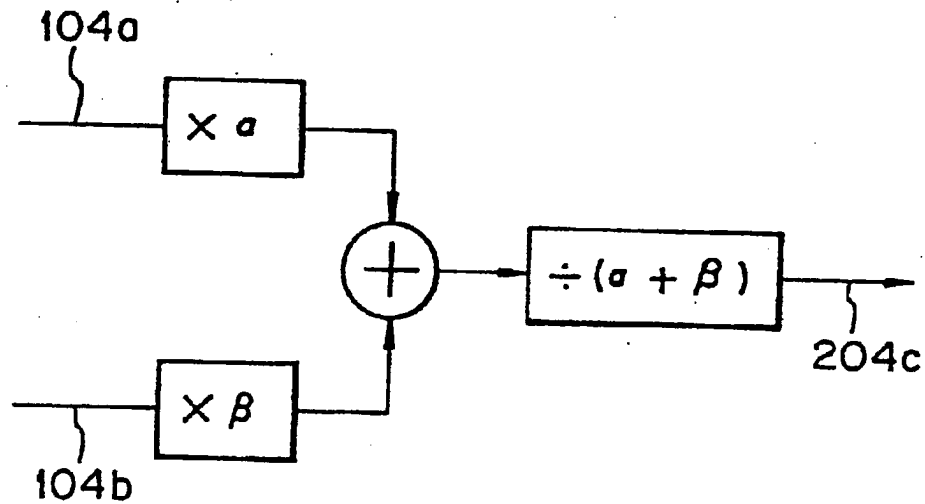 104a
× α
+
÷ (α + β)
204c
× β
104b